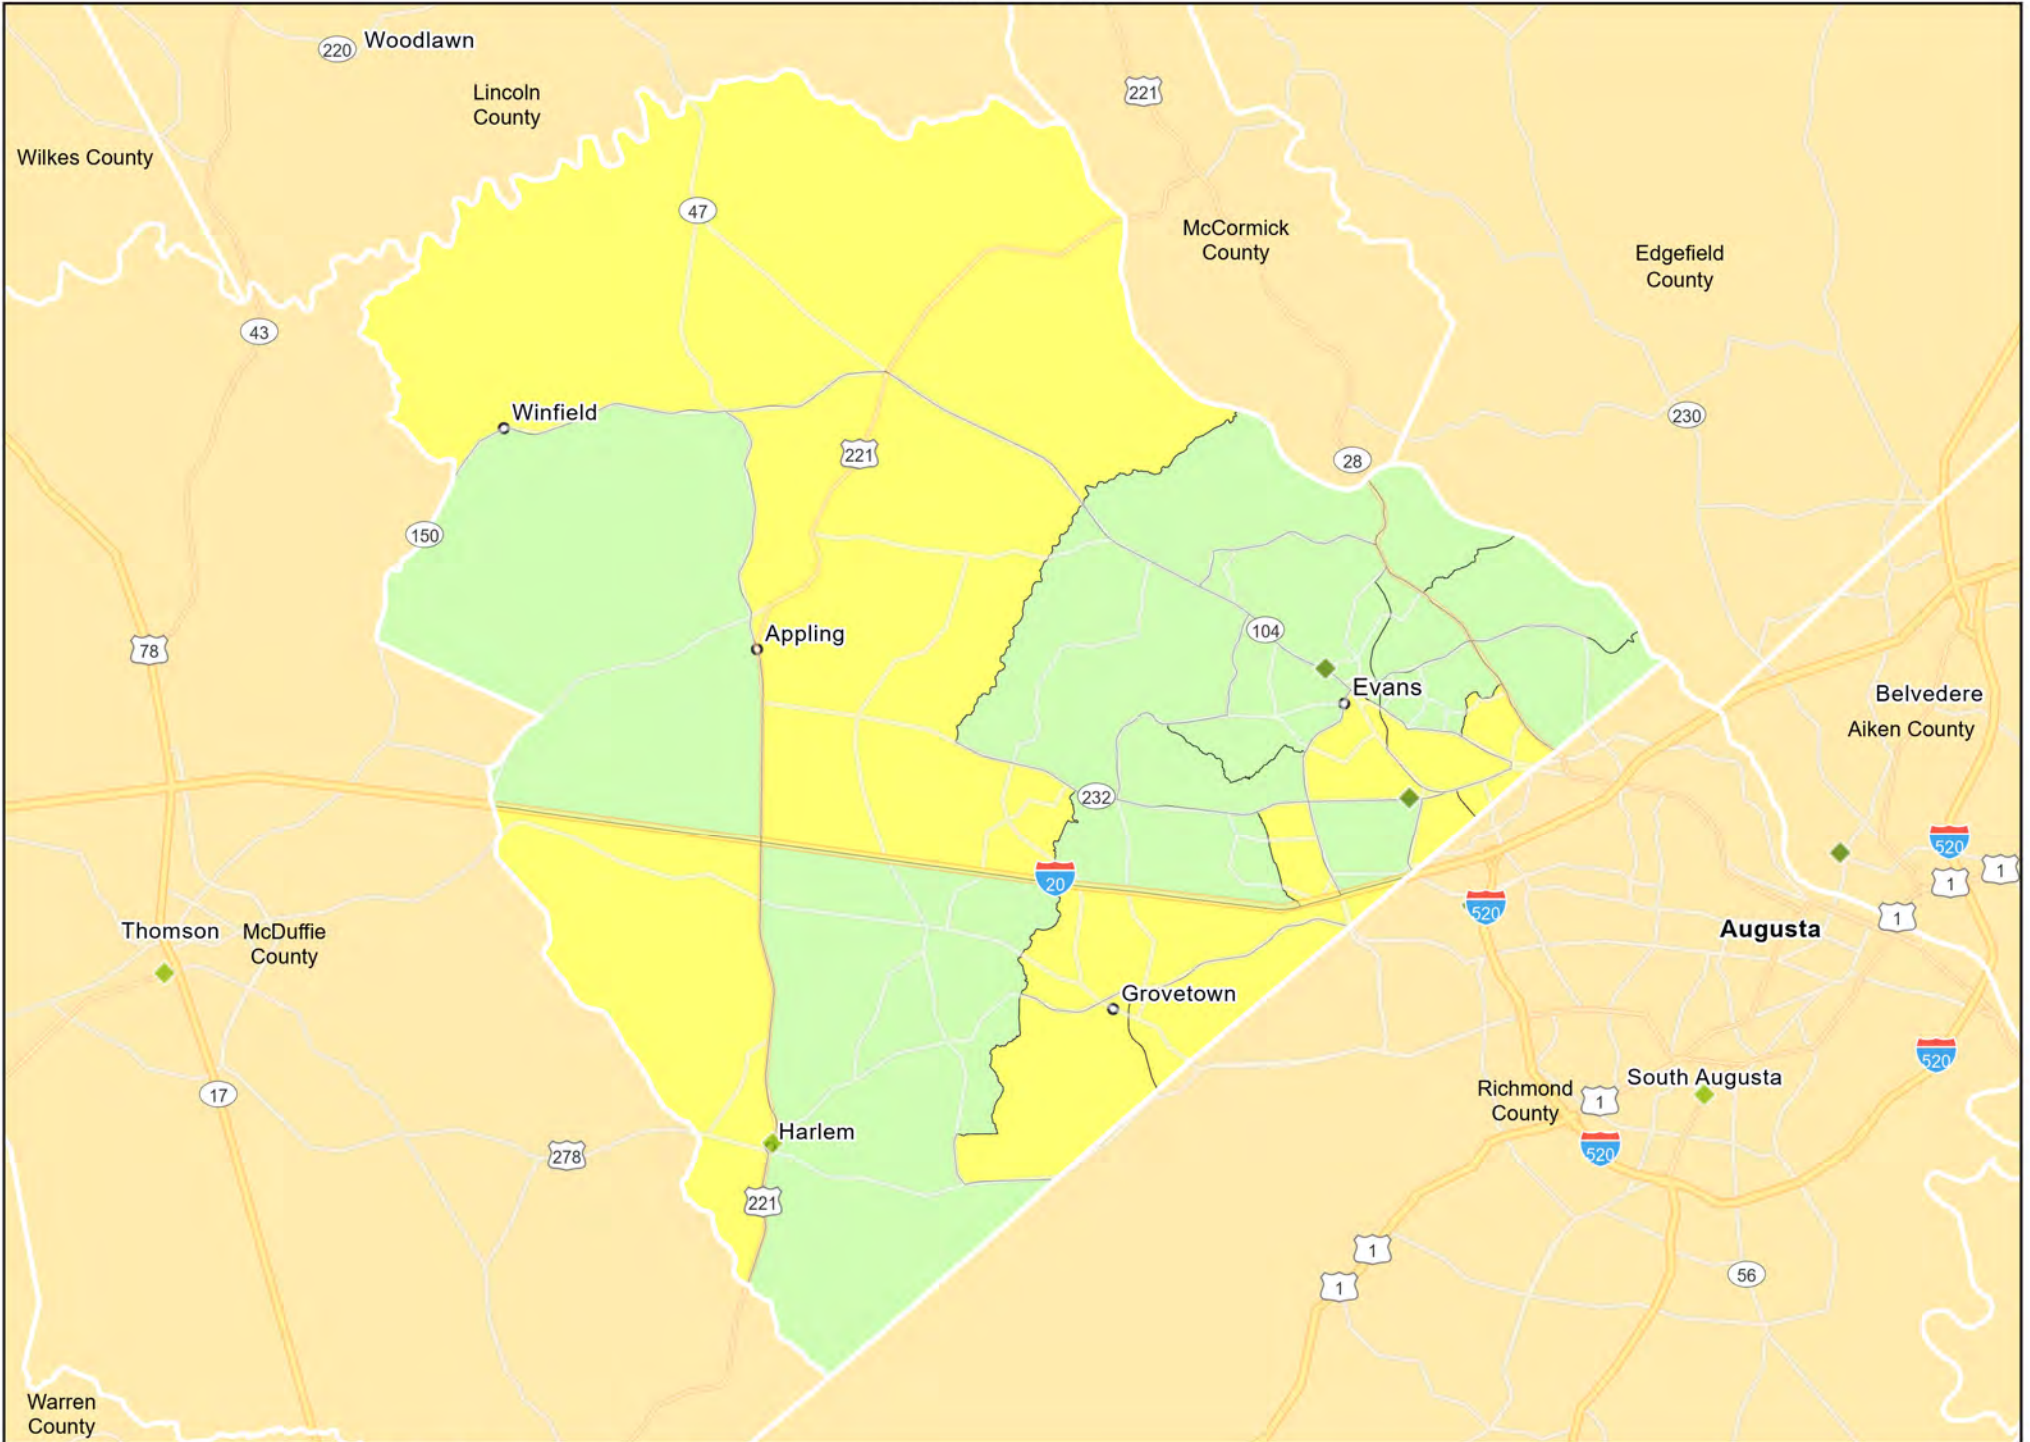 Woodlawn
220
Lincoln
County
221
Wilkes County
47
McCormick
County
Edgefield
County
43
Winfield
230
221
28
150
104
Appling
78
Evans
Belvedere
Aiken County
232
520
20
1
1
520
1
Thomson
McDuffie
County
Augusta
Grovetown
520
17
Richmond
County
South Augusta
1
Harlem
278
520
221
1
56
1
Warren
County